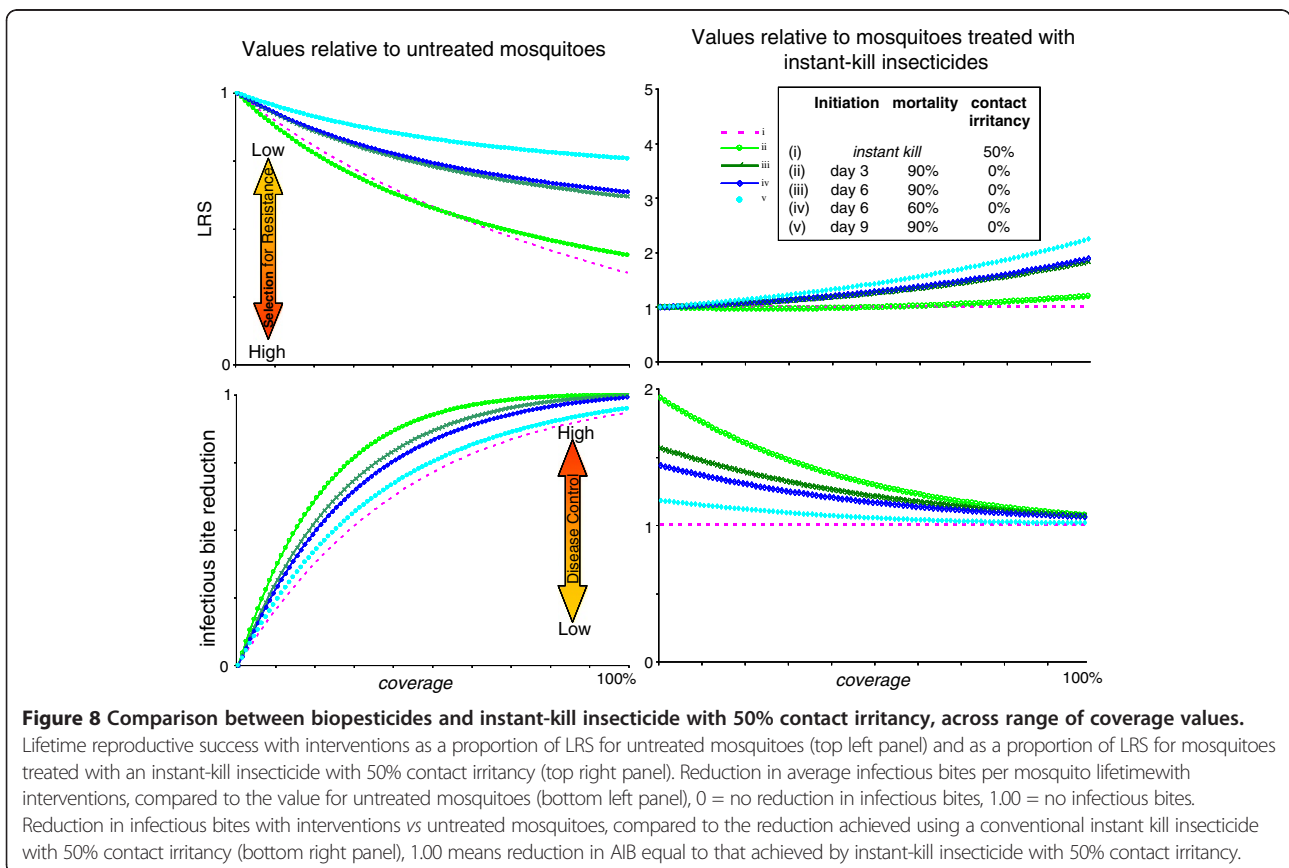 Values relative to untreated mosquitoes
Values relative to mosquitoes treated with
instant-kill insecticides
1
LRS
0
Low
Selection for Resistance
High
5
4
3
2
1
0
i
ii
iii
iv
v
Initiation mortality contact
irritancy
(i) instant kill 50%
(ii) day 3 90% 0%
(iii) day 6 90% 0%
(iv) day 6 60% 0%
(v) day 9 90% 0%
1
infectious bite reduction
0
High
Disease Control
Low
coverage
100%
2
1
0
coverage
100%
Figure 8 Comparison between biopesticides and instant-kill insecticide with 50% contact irritancy, across range of coverage values.
Lifetime reproductive success with interventions as a proportion of LRS for untreated mosquitoes (top left panel) and as a proportion of LRS for mosquitoes
treated with an instant-kill insecticide with 50% contact irritancy (top right panel). Reduction in average infectious bites per mosquito lifetimewith
interventions, compared to the value for untreated mosquitoes (bottom left panel), 0 = no reduction in infectious bites, 1.00 = no infectious bites.
Reduction in infectious bites with interventions vs untreated mosquitoes, compared to the reduction achieved using a conventional instant kill insecticide
with 50% contact irritancy (bottom right panel), 1.00 means reduction in AIB equal to that achieved by instant-kill insecticide with 50% contact irritancy.